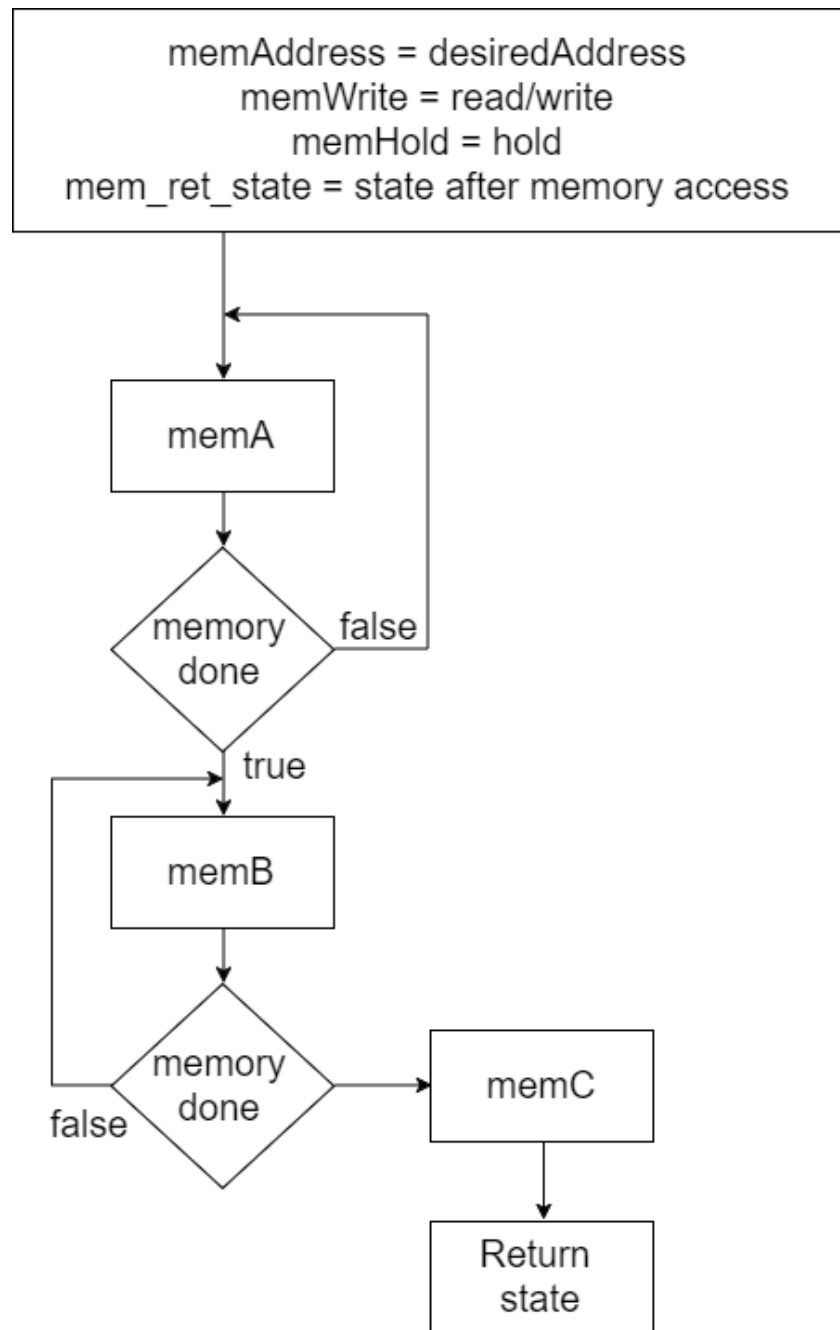 memAddress = desiredAddress
memWrite = read/write
memHold = hold
mem_ret_state = state after memory access
memA
memory
done
false
true
memB
memory
done
false
memC
Return
state